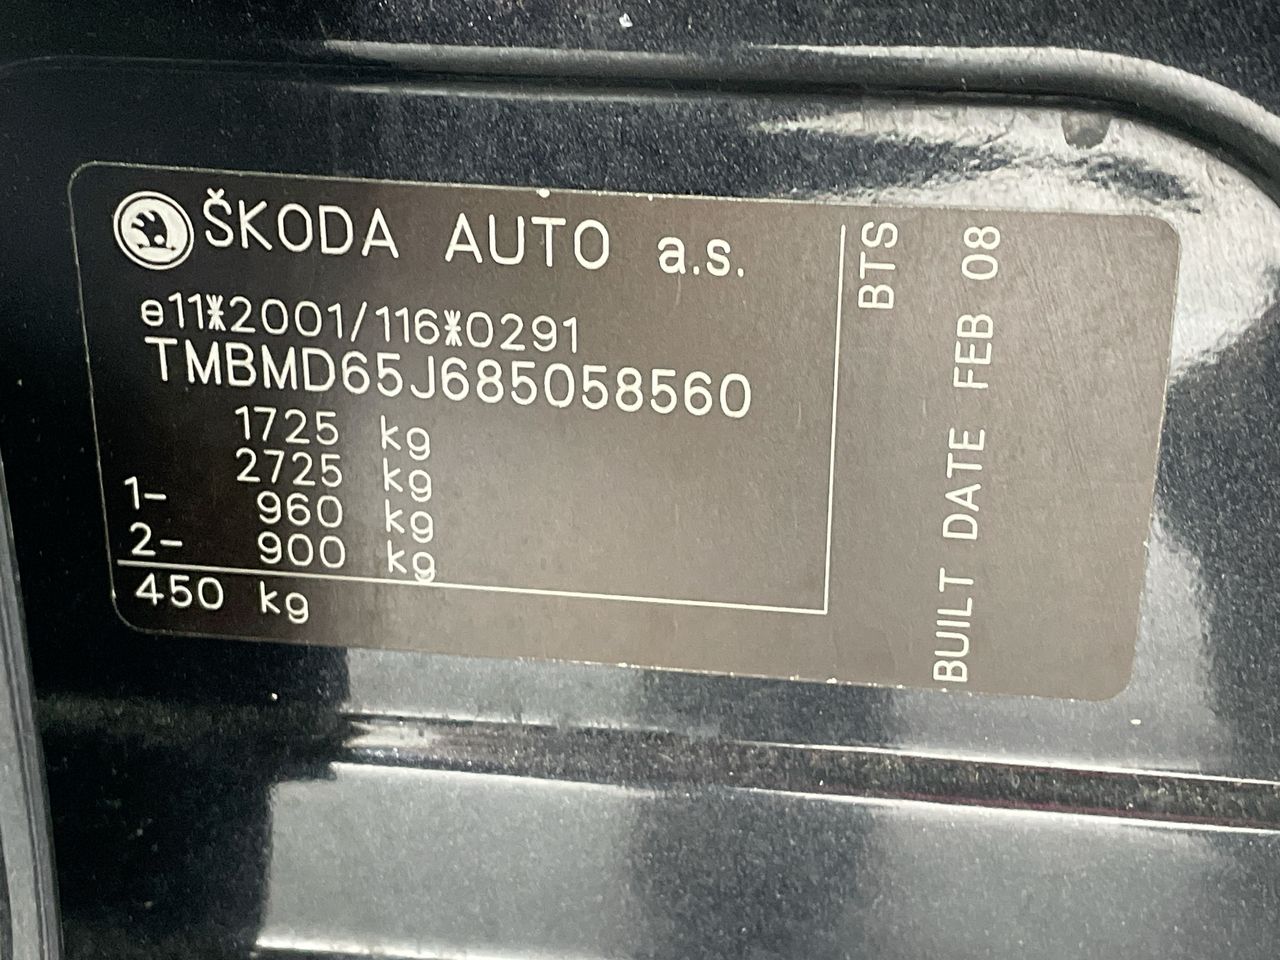 ŠKODA AUTO a.s.
e11*2001/116*0291
TMBMD65J685058560
1725 kg
2725 kg
1- 960 kg
2- 900 kg
450 kg
BTS
BUILT DATE FEB 08